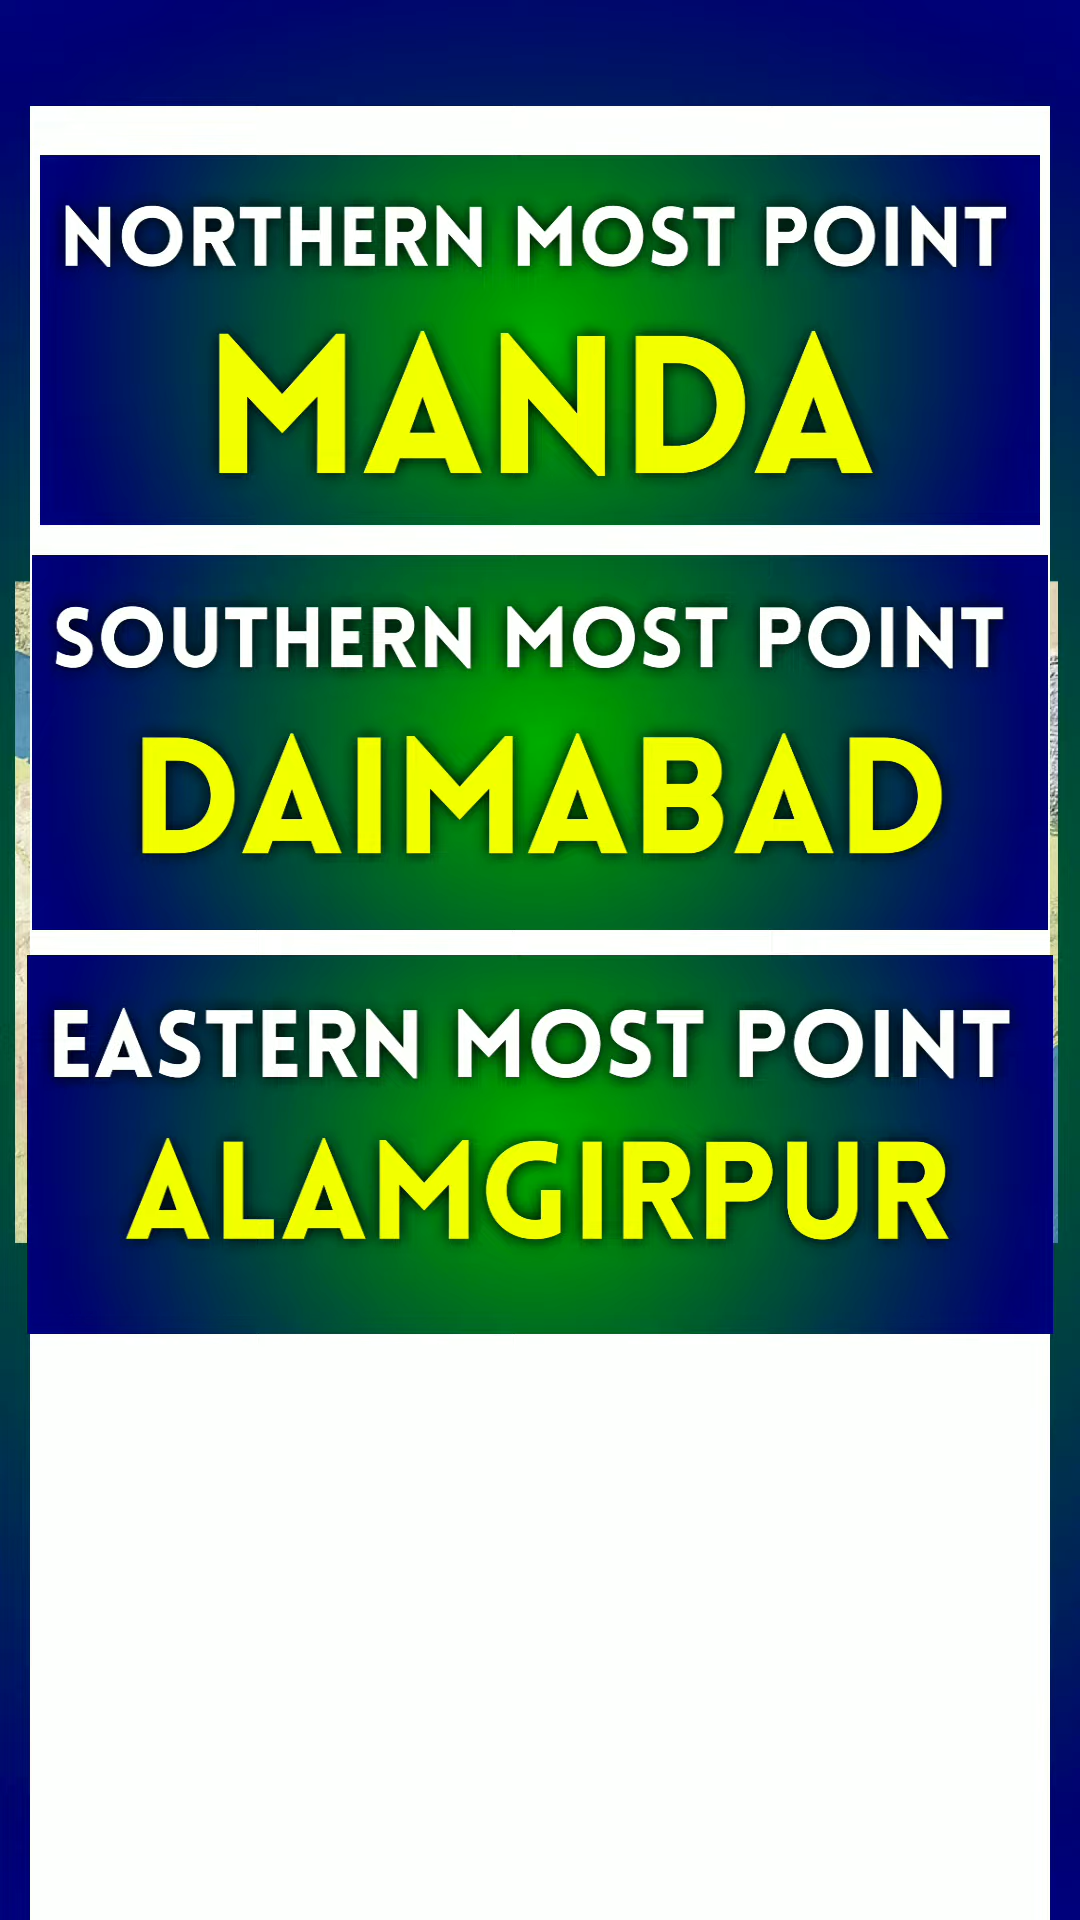 NORTHERN MOST POINT
MANDA
SOUTHERN MOST POINT
DAIMABAD
EASTERN MOST POINT
ALAMGIRPUR